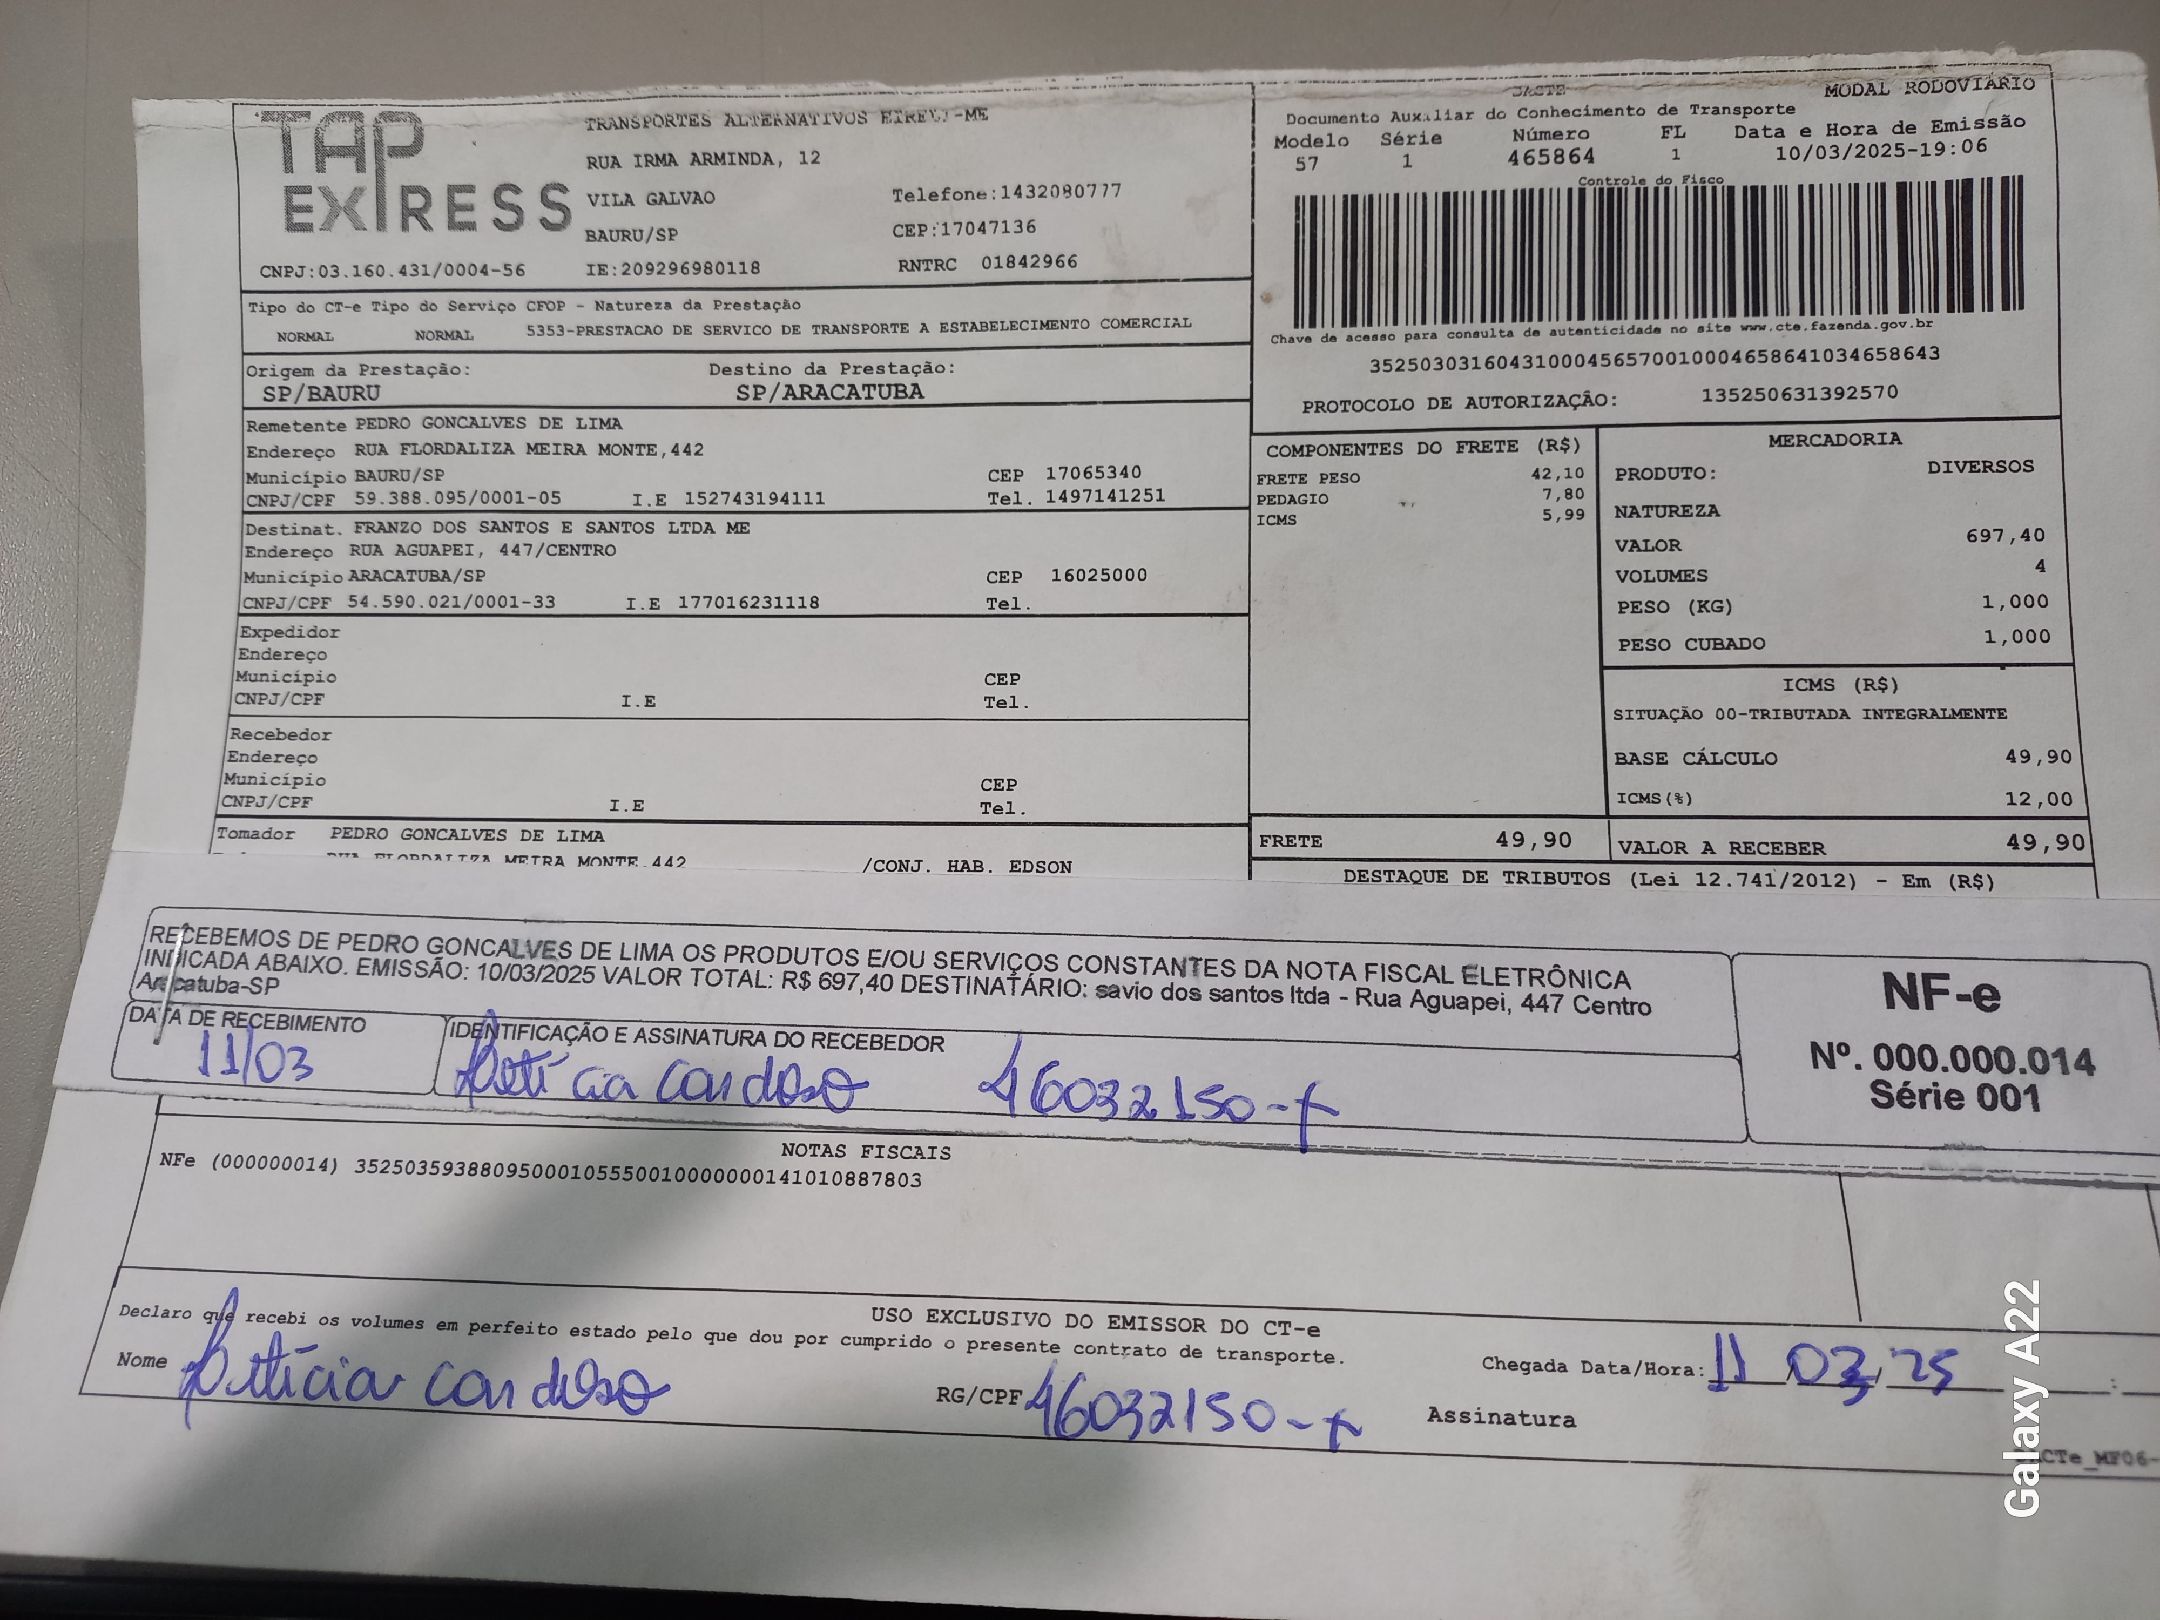 TAP
EXPRESS
TRANSPORTES ALTERNATIVOS EIRELI-ME
RUA IRMA ARMINDA, 12
VILA GALVAO Telefone:1432080777
BAURU/SP CEP:17047136
CNPJ:03.160.431/0004-56 IE:209296980118 RNTRC 01842966
DACTE MODAL RODOVIÁRIO
Documento Auxiliar do Conhecimento de Transporte
Modelo Série Número FL Data e Hora de Emissão
57 1 465864 1 10/03/2025-19:06
Controle do Fisco
Chave de acesso para consulta de autenticidade no site www.cte.fazenda.gov.br
35250303160431000456570010004658641034658643
PROTOCOLO DE AUTORIZAÇÃO: 135250631392570
Tipo do CT-e Tipo do Serviço CFOP - Natureza da Prestação
NORMAL NORMAL 5353-PRESTACAO DE SERVICO DE TRANSPORTE A ESTABELECIMENTO COMERCIAL
Origem da Prestação: Destino da Prestação:
SP/BAURU SP/ARACATUBA
Remetente PEDRO GONCALVES DE LIMA
Endereço RUA FLORDALIZA MEIRA MONTE,442
Município BAURU/SP CEP 17065340
CNPJ/CPF 59.388.095/0001-05 I.E 152743194111 Tel. 1497141251
Destinat. FRANZO DOS SANTOS E SANTOS LTDA ME
Endereço RUA AGUAPEI, 447/CENTRO
Município ARACATUBA/SP CEP 16025000
CNPJ/CPF 54.590.021/0001-33 I.E 177016231118 Tel.
Expedidor
Endereço
Município CEP
CNPJ/CPF I.E Tel.
Recebedor
Endereço
Município CEP
CNPJ/CPF I.E Tel.
Tomador PEDRO GONCALVES DE LIMA
RUA FLORDALIZA MEIRA MONTE,442 /CONJ. HAB. EDSON
COMPONENTES DO FRETE (R$)
FRETE PESO 42,10
PEDAGIO 7,80
ICMS 5,99
MERCADORIA
PRODUTO: DIVERSOS
NATUREZA
VALOR 697,40
VOLUMES 4
PESO (KG) 1,000
PESO CUBADO 1,000
ICMS (R$)
SITUAÇÃO 00-TRIBUTADA INTEGRALMENTE
BASE CÁLCULO 49,90
ICMS(%) 12,00
FRETE 49,90 VALOR A RECEBER 49,90
DESTAQUE DE TRIBUTOS (Lei 12.741/2012) - Em (R$)
RECEBEMOS DE PEDRO GONCALVES DE LIMA OS PRODUTOS E/OU SERVIÇOS CONSTANTES DA NOTA FISCAL ELETRÔNICA
INDICADA ABAIXO. EMISSÃO: 10/03/2025 VALOR TOTAL: R$ 697,40 DESTINATÁRIO: savio dos santos ltda - Rua Aguapei, 447 Centro
Aracatuba-SP
DATA DE RECEBIMENTO IDENTIFICAÇÃO E ASSINATURA DO RECEBEDOR
11/03 Letícia Cardoso 46032150-x
NF-e
Nº. 000.000.014
Série 001
NOTAS FISCAIS
NFe (000000014) 35250359388095000105550010000000141010887803
USO EXCLUSIVO DO EMISSOR DO CT-e
Declaro que recebi os volumes em perfeito estado pelo que dou por cumprido o presente contrato de transporte.
Nome Letícia Cardoso RG/CPF 46032150-x Chegada Data/Hora: 11 03 25 :
Assinatura
DACTe_MF06-
Galaxy A22